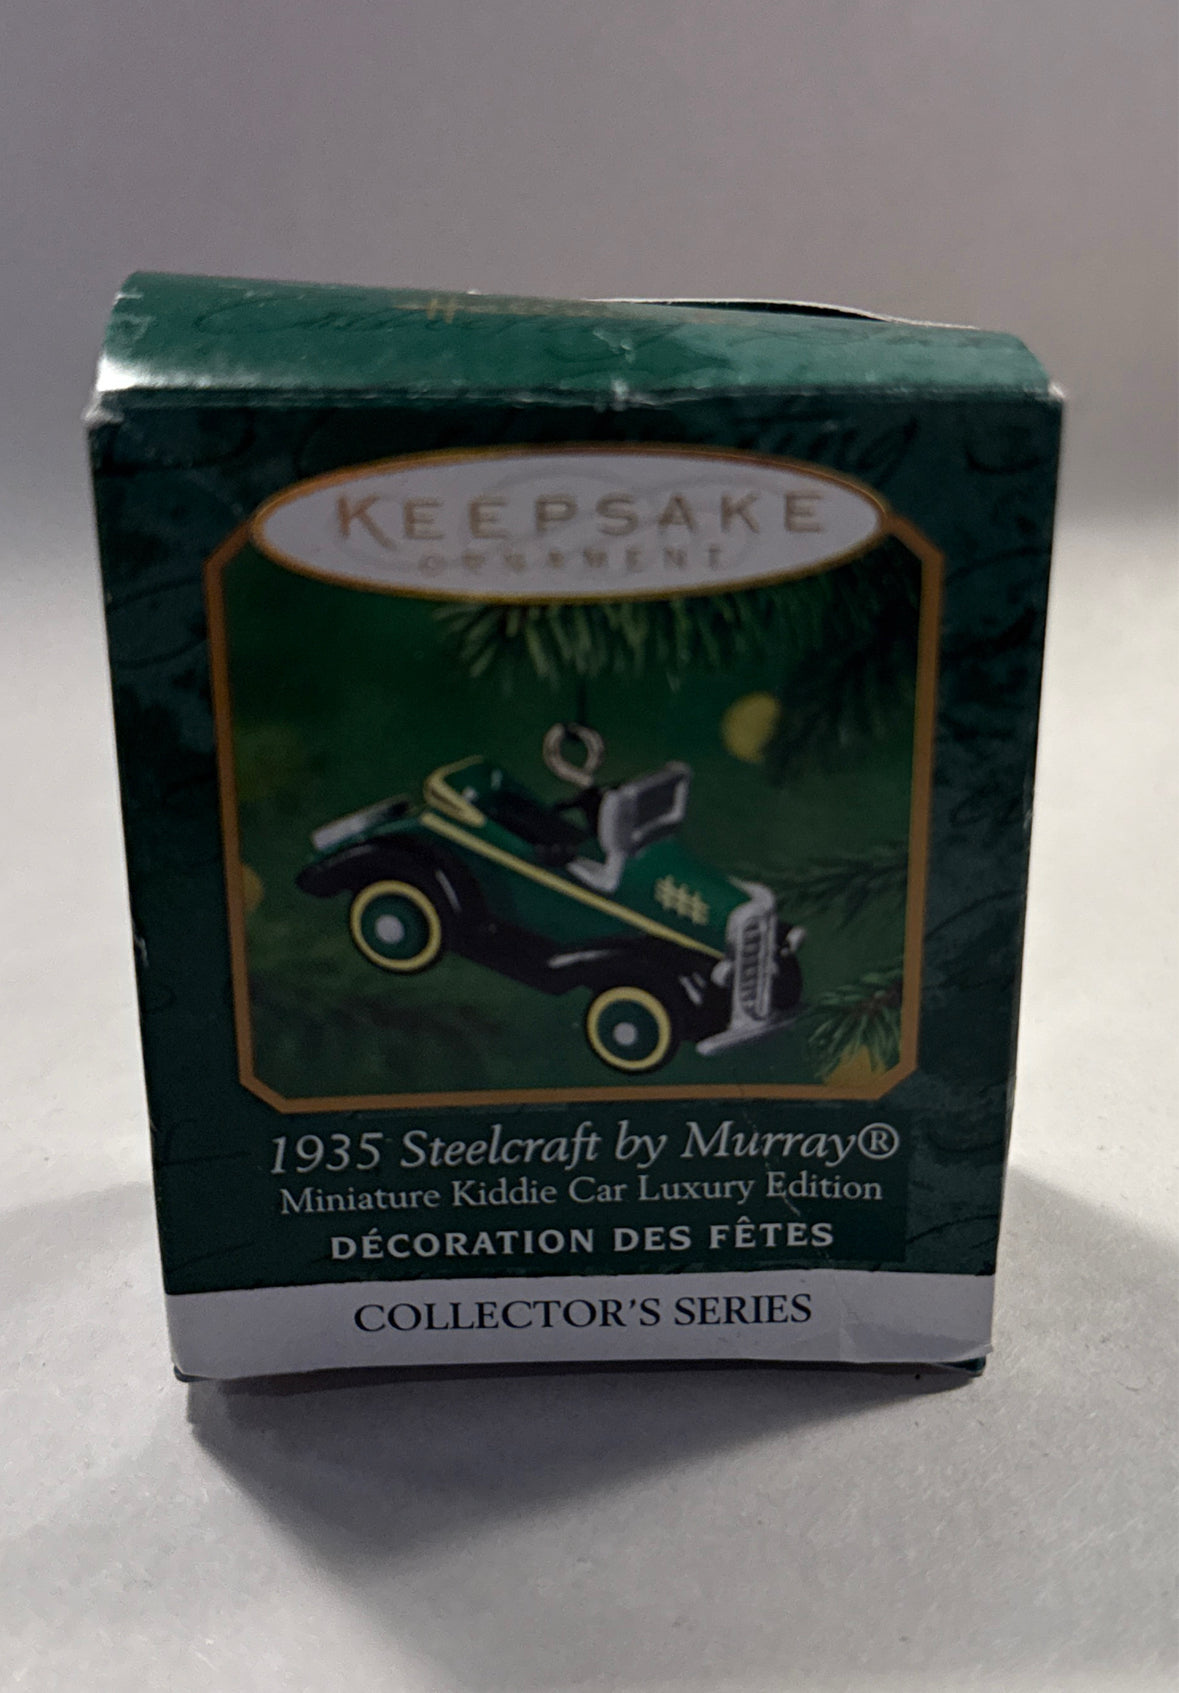 KEEPSAKE
ORNAMENT
1935 Steelcraft by Murray®
Miniature Kiddie Car Luxury Edition
DÉCORATION DES FÊTES
COLLECTOR'S SERIES